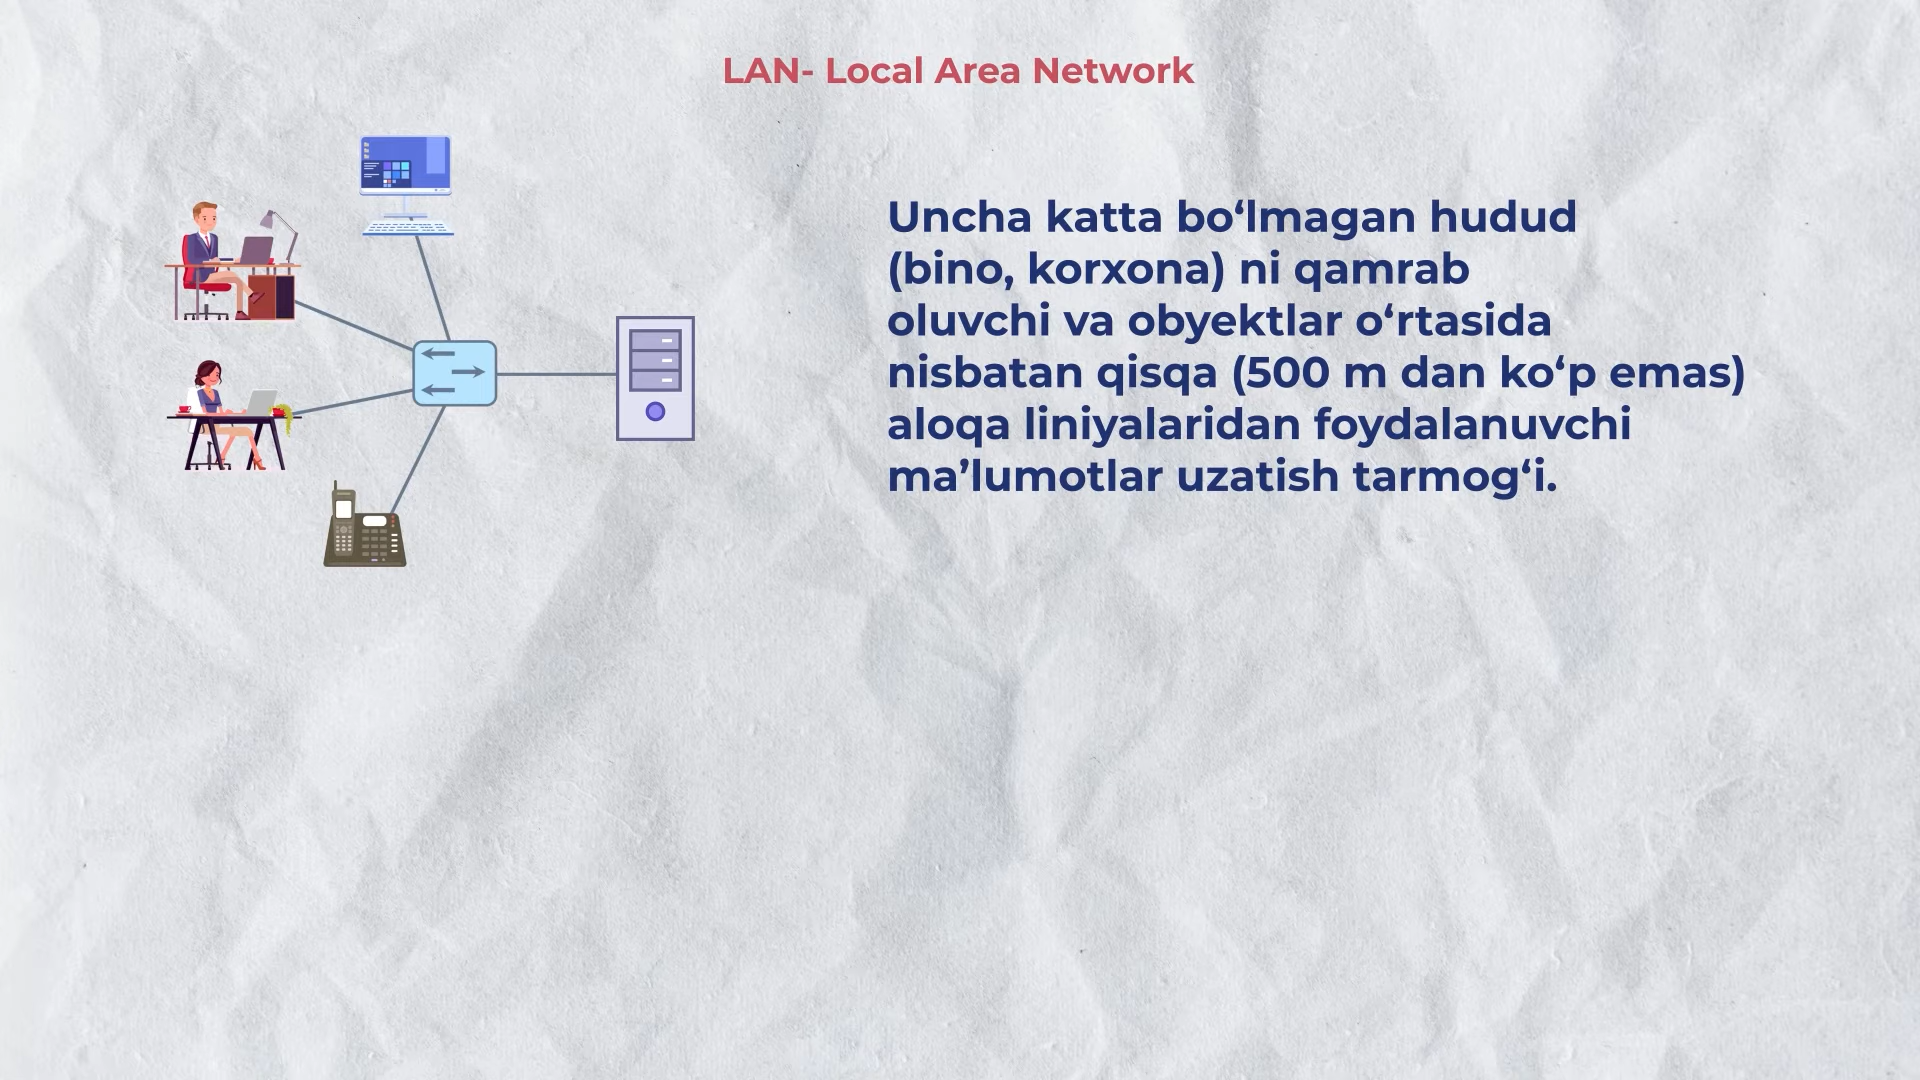 LAN- Local Area Network
Uncha katta bo‘lmagan hudud
(bino, korxona) ni qamrab
oluvchi va obyektlar o‘rtasida
nisbatan qisqa (500 m dan ko‘p emas)
aloqa liniyalaridan foydalanuvchi
ma’lumotlar uzatish tarmog‘i.